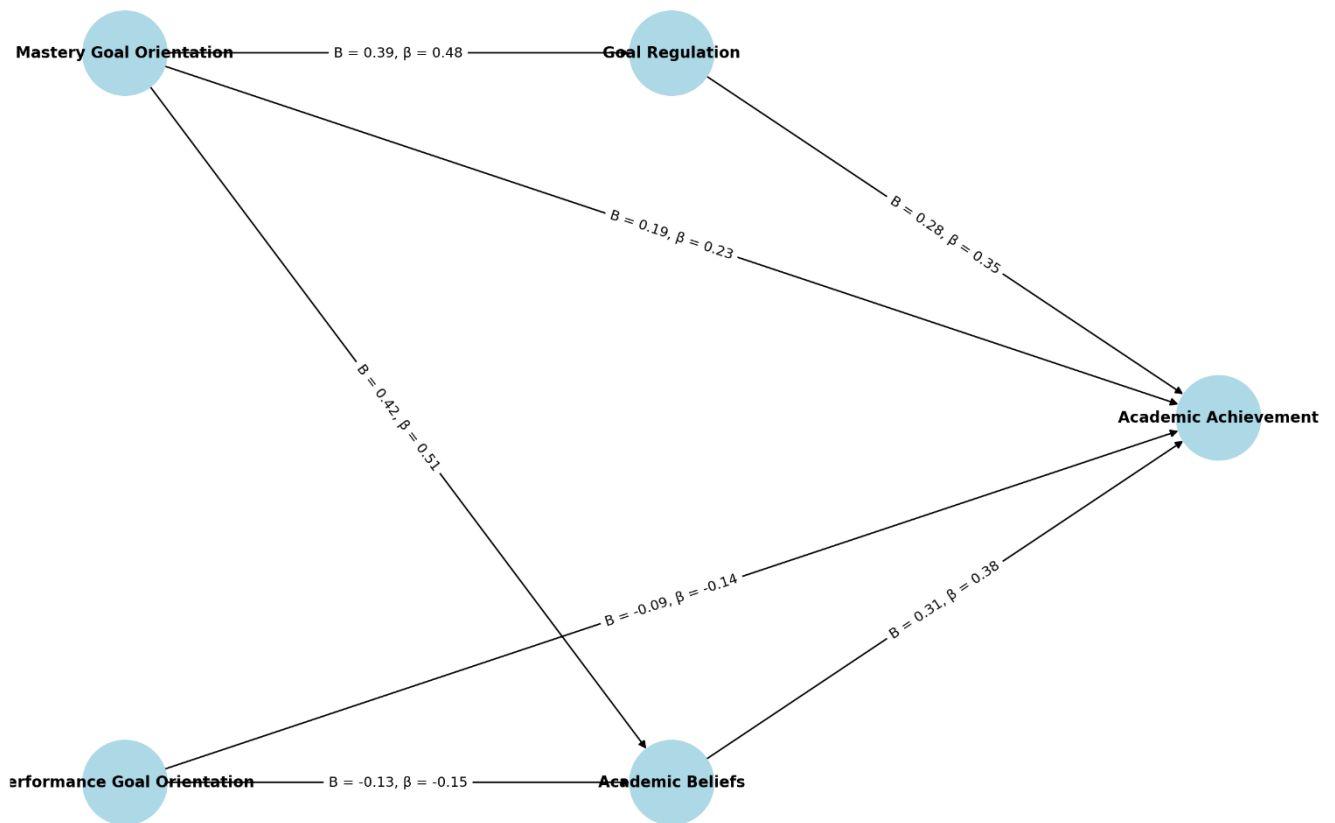 Mastery Goal Orientation
B = 0.39, β = 0.48
Goal Regulation
B = 0.19, β = 0.23
B = 0.28, β = 0.35
B = 0.42, β = 0.51
Academic Achievement
B = -0.09, β = -0.14
B = 0.31, β = 0.38
erformance Goal Orientation
B = -0.13, β = -0.15
Academic Beliefs